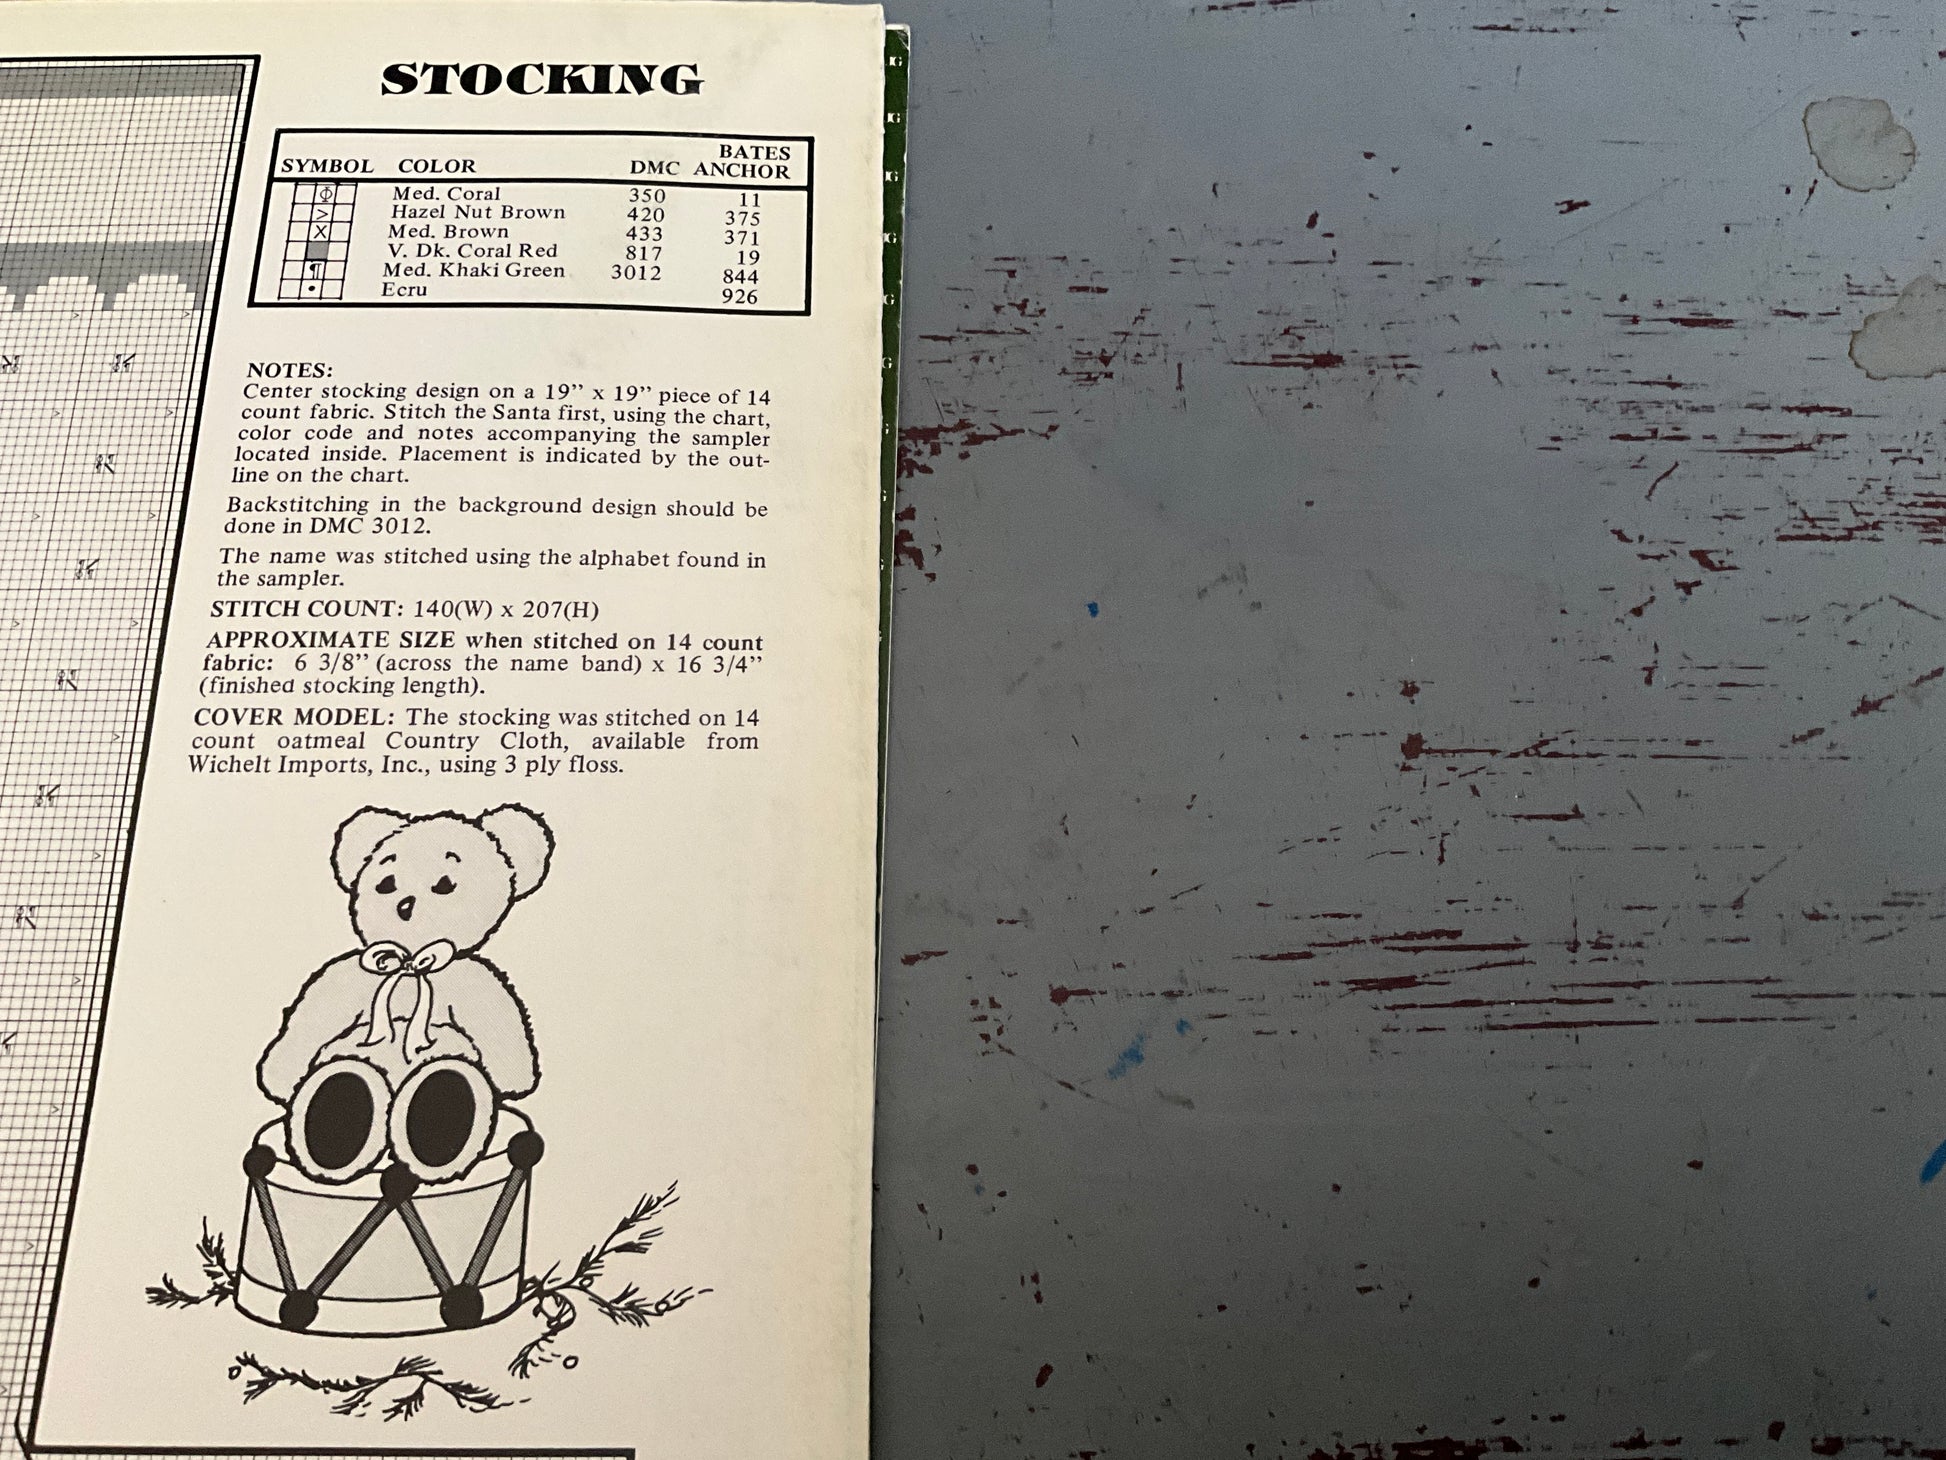 STOCKING
SYMBOL COLOR DMC BATES ANCHOR
Φ Med. Coral 350 11
> Hazel Nut Brown 420 375
X Med. Brown 433 371
V. Dk. Coral Red 817 19
¶ Med. Khaki Green 3012 844
• Ecru 926
NOTES:
Center stocking design on a 19” x 19” piece of 14
count fabric. Stitch the Santa first, using the chart,
color code and notes accompanying the sampler
located inside. Placement is indicated by the out-
line on the chart.
Backstitching in the background design should be
done in DMC 3012.
The name was stitched using the alphabet found in
the sampler.
STITCH COUNT: 140(W) x 207(H)
APPROXIMATE SIZE when stitched on 14 count
fabric: 6 3/8” (across the name band) x 16 3/4”
(finished stocking length).
COVER MODEL: The stocking was stitched on 14
count oatmeal Country Cloth, available from
Wichelt Imports, Inc., using 3 ply floss.